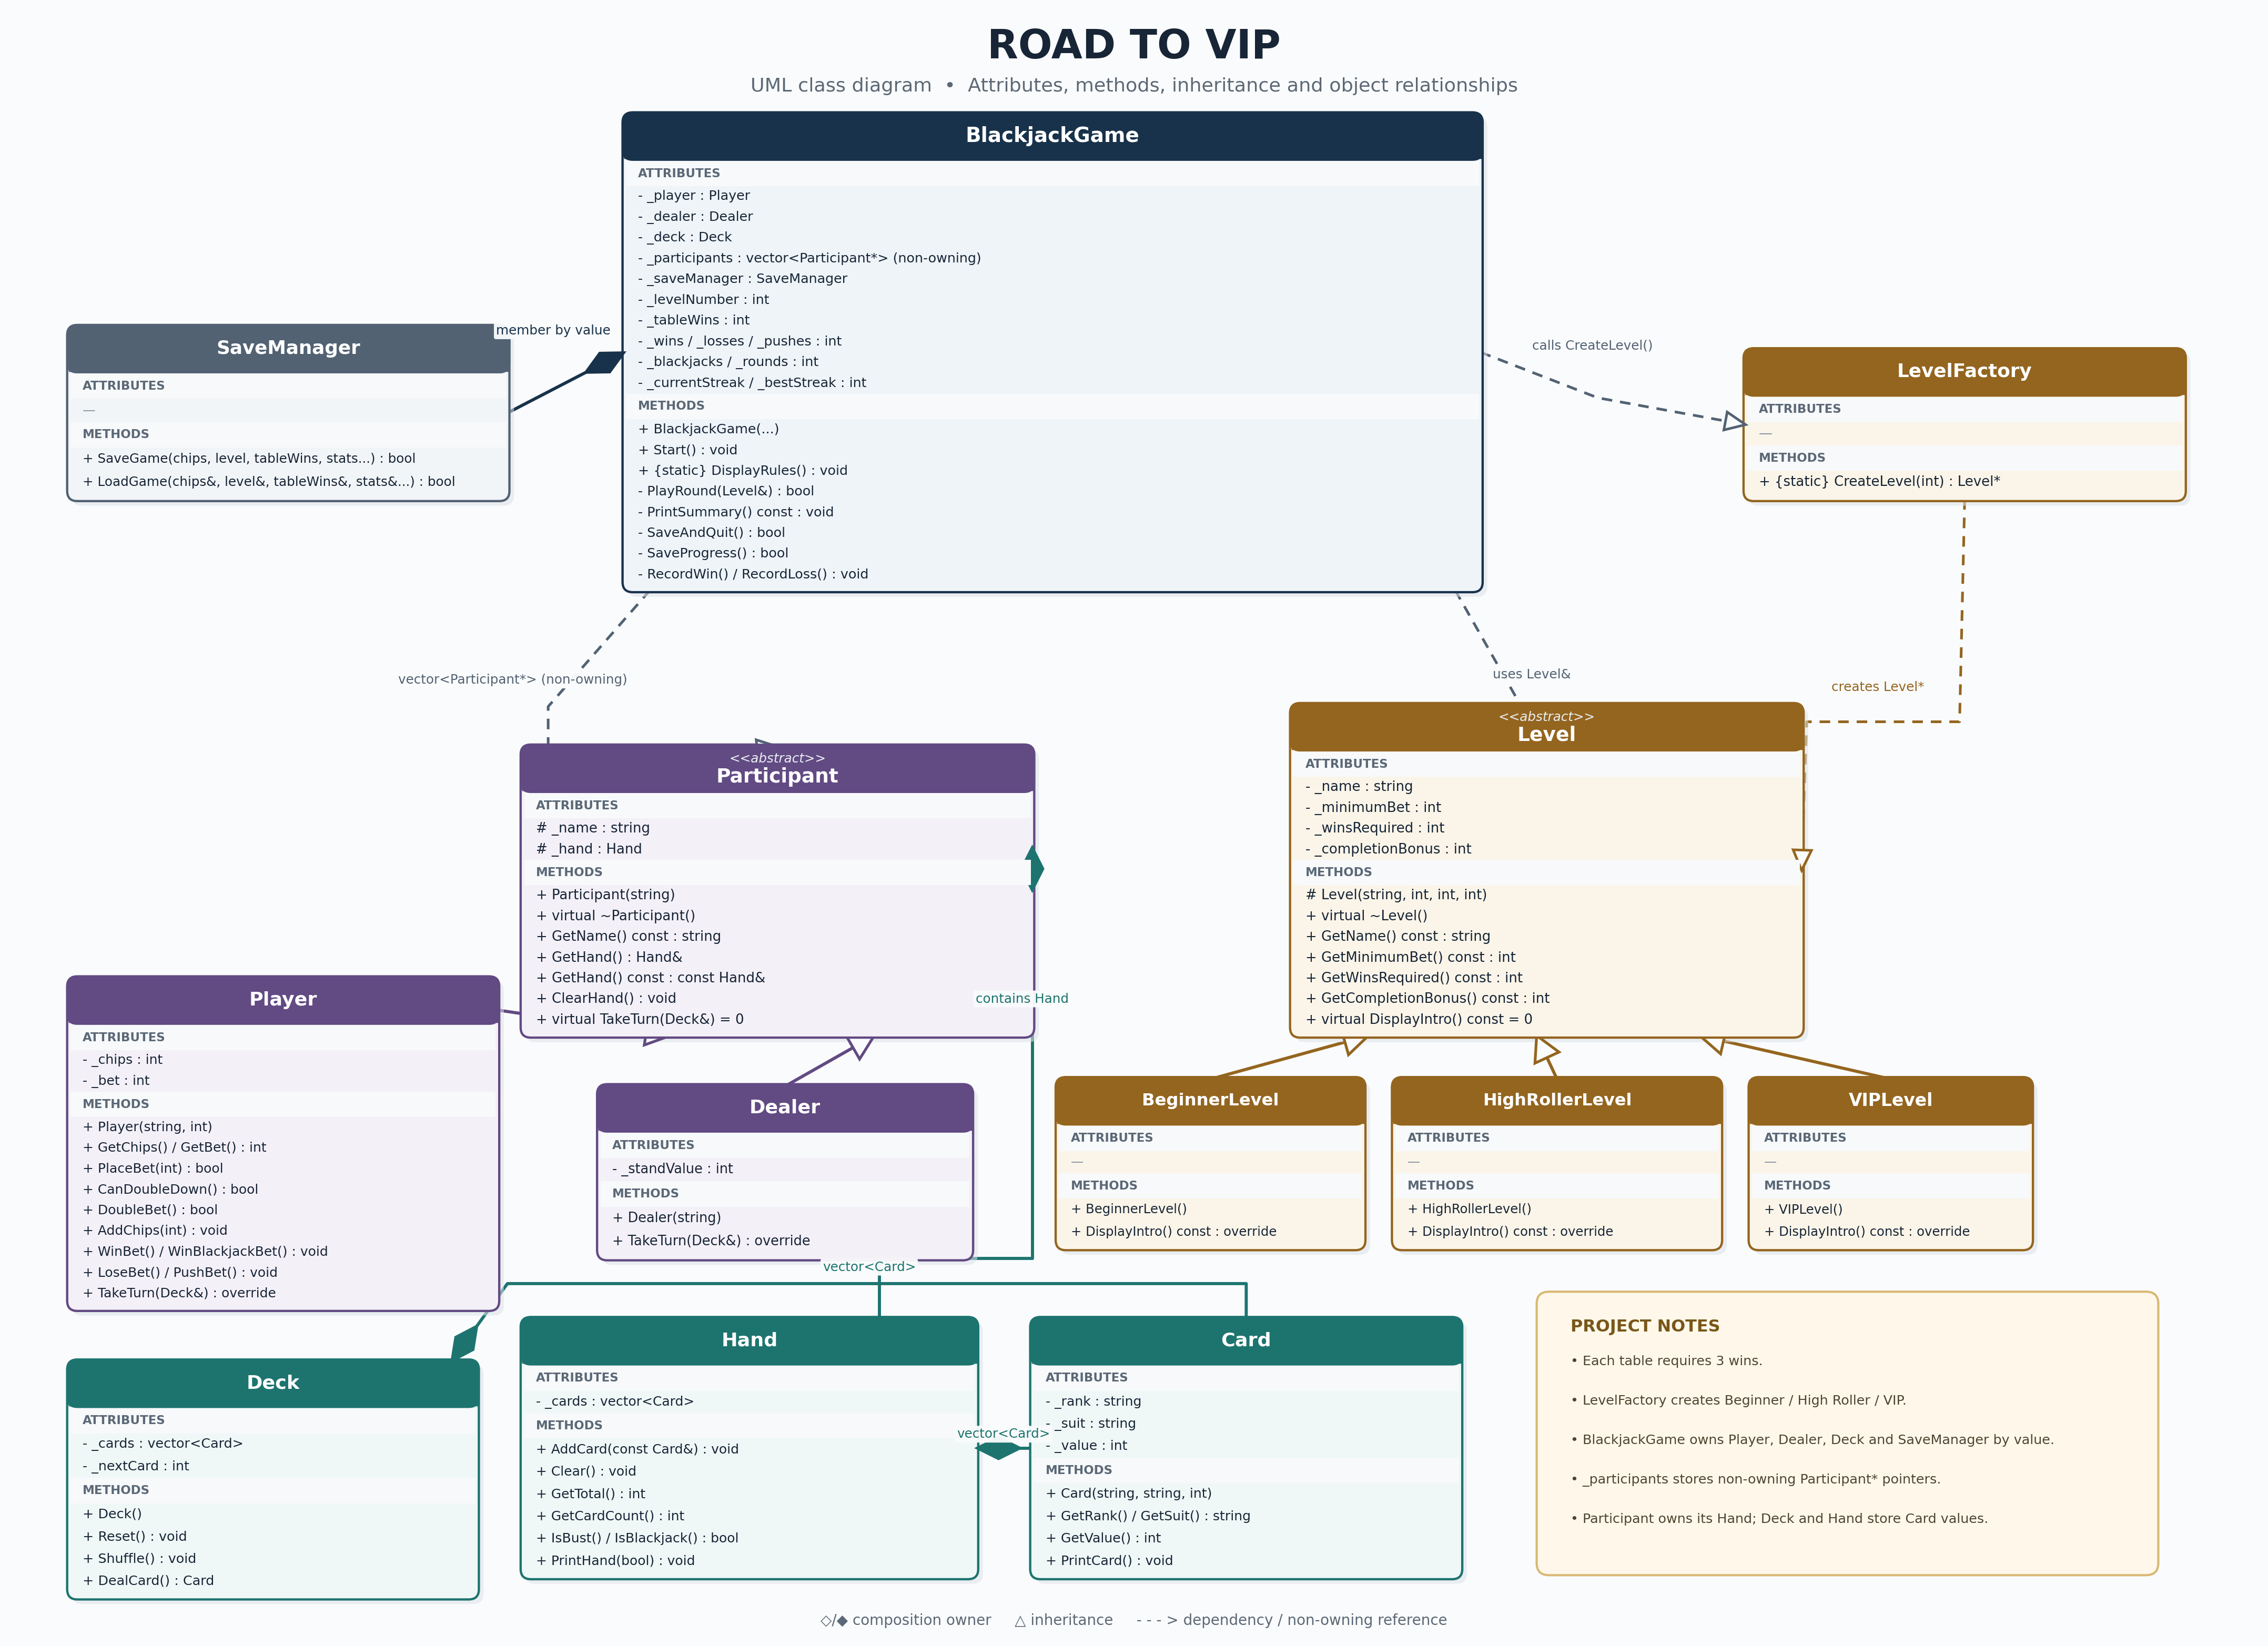 ROAD TO VIP
UML class diagram • Attributes, methods, inheritance and object relationships
BlackjackGame
ATTRIBUTES
- _player : Player
- _dealer : Dealer
- _deck : Deck
- _participants : vector<Participant*> (non-owning)
- _saveManager : SaveManager
- _levelNumber : int
- _tableWins : int
- _wins / _losses / _pushes : int
- _blackjacks / _rounds : int
- _currentStreak / _bestStreak : int
METHODS
+ BlackjackGame(...)
+ Start() : void
+ {static} DisplayRules() : void
- PlayRound(Level&) : bool
- PrintSummary() const : void
- SaveAndQuit() : bool
- SaveProgress() : bool
- RecordWin() / RecordLoss() : void
member by value
SaveManager
ATTRIBUTES
—
METHODS
+ SaveGame(chips, level, tableWins, stats...) : bool
+ LoadGame(chips&, level&, tableWins&, stats&...) : bool
calls CreateLevel()
LevelFactory
ATTRIBUTES
—
METHODS
+ {static} CreateLevel(int) : Level*
vector<Participant*> (non-owning)
uses Level&
creates Level*
<<abstract>>
Participant
ATTRIBUTES
# _name : string
# _hand : Hand
METHODS
+ Participant(string)
+ virtual ~Participant()
+ GetName() const : string
+ GetHand() : Hand&
+ GetHand() const : const Hand&
+ ClearHand() : void
+ virtual TakeTurn(Deck&) = 0
contains Hand
<<abstract>>
Level
ATTRIBUTES
- _name : string
- _minimumBet : int
- _winsRequired : int
- _completionBonus : int
METHODS
# Level(string, int, int, int)
+ virtual ~Level()
+ GetName() const : string
+ GetMinimumBet() const : int
+ GetWinsRequired() const : int
+ GetCompletionBonus() const : int
+ virtual DisplayIntro() const = 0
Player
ATTRIBUTES
- _chips : int
- _bet : int
METHODS
+ Player(string, int)
+ GetChips() / GetBet() : int
+ PlaceBet(int) : bool
+ CanDoubleDown() : bool
+ DoubleBet() : bool
+ AddChips(int) : void
+ WinBet() / WinBlackjackBet() : void
+ LoseBet() / PushBet() : void
+ TakeTurn(Deck&) : override
Dealer
ATTRIBUTES
- _standValue : int
METHODS
+ Dealer(string)
+ TakeTurn(Deck&) : override
BeginnerLevel
ATTRIBUTES
—
METHODS
+ BeginnerLevel()
+ DisplayIntro() const : override
HighRollerLevel
ATTRIBUTES
—
METHODS
+ HighRollerLevel()
+ DisplayIntro() const : override
VIPLevel
ATTRIBUTES
—
METHODS
+ VIPLevel()
+ DisplayIntro() const : override
vector<Card>
Deck
ATTRIBUTES
- _cards : vector<Card>
- _nextCard : int
METHODS
+ Deck()
+ Reset() : void
+ Shuffle() : void
+ DealCard() : Card
Hand
ATTRIBUTES
- _cards : vector<Card>
METHODS
+ AddCard(const Card&) : void
+ Clear() : void
+ GetTotal() : int
+ GetCardCount() : int
+ IsBust() / IsBlackjack() : bool
+ PrintHand(bool) : void
vector<Card>
Card
ATTRIBUTES
- _rank : string
- _suit : string
- _value : int
METHODS
+ Card(string, string, int)
+ GetRank() / GetSuit() : string
+ GetValue() : int
+ PrintCard() : void
PROJECT NOTES
• Each table requires 3 wins.
• LevelFactory creates Beginner / High Roller / VIP.
• BlackjackGame owns Player, Dealer, Deck and SaveManager by value.
• _participants stores non-owning Participant* pointers.
• Participant owns its Hand; Deck and Hand store Card values.
◇/◆ composition owner △ inheritance - - - > dependency / non-owning reference